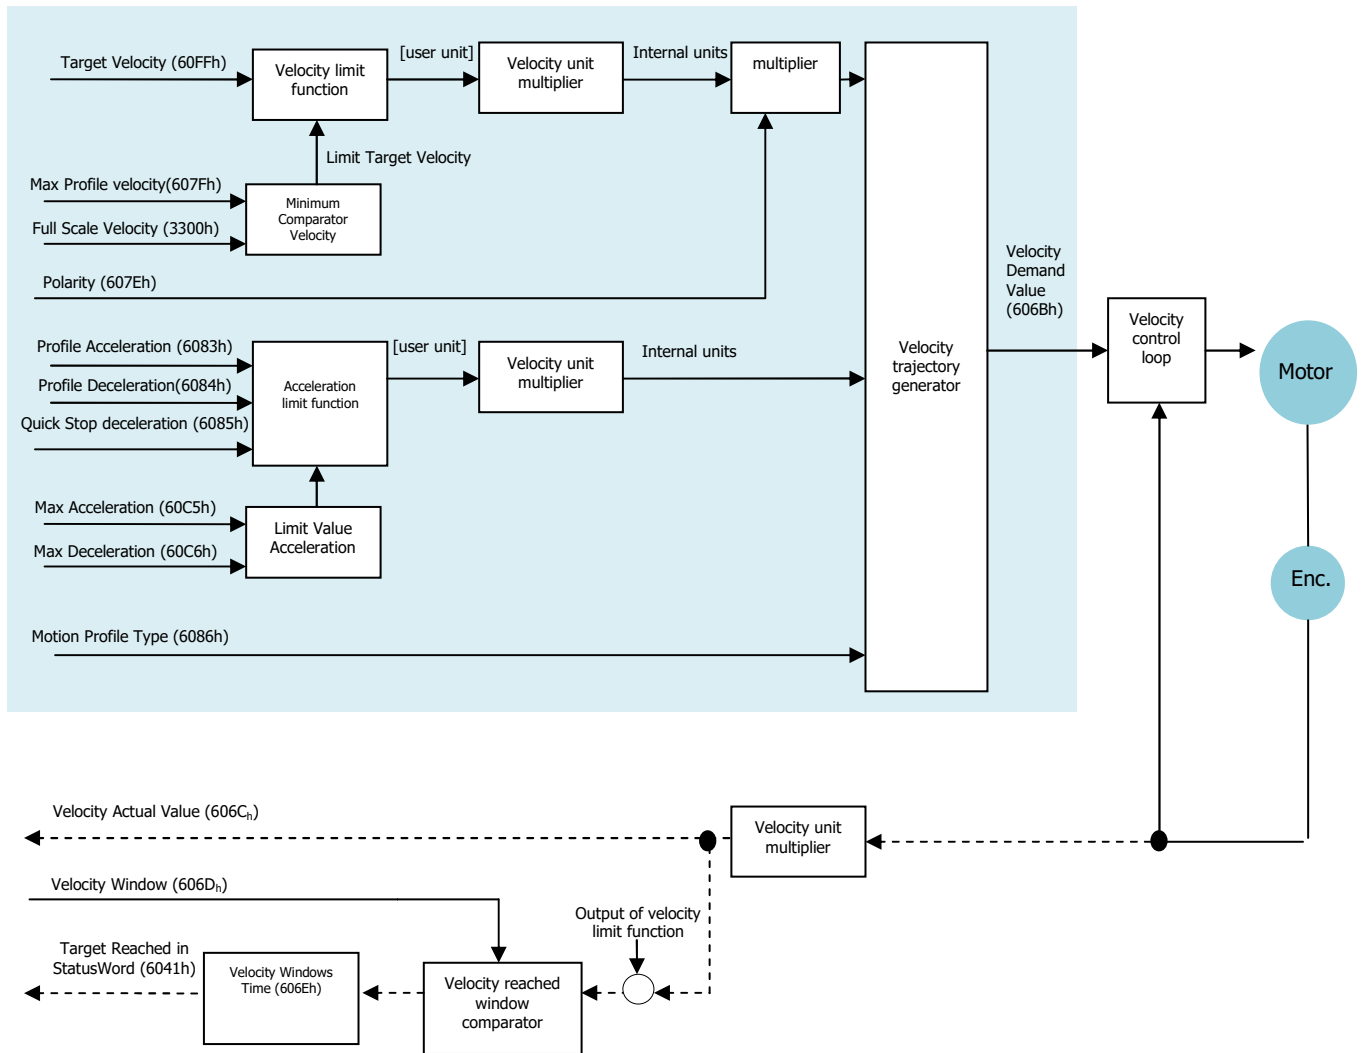 Target Velocity (60FFh)
Velocity limit
function
[user unit]
Velocity unit
multiplier
Internal units
multiplier
Limit Target Velocity
Max Profile velocity(607Fh)
Full Scale Velocity (3300h)
Minimum
Comparator
Velocity
Polarity (607Eh)
Profile Acceleration (6083h)
Profile Deceleration(6084h)
Quick Stop deceleration (6085h)
Acceleration
limit function
[user unit]
Velocity unit
multiplier
Internal units
Max Acceleration (60C5h)
Max Deceleration (60C6h)
Limit Value
Acceleration
Motion Profile Type (6086h)
Velocity
trajectory
generator
Velocity
Demand
Value
(606Bh)
Velocity
control
loop
Motor
Enc.
Velocity Actual Value (606Ch)
Velocity unit
multiplier
Velocity Window (606Dh)
Output of velocity
limit function
Target Reached in
StatusWord (6041h)
Velocity Windows
Time (606Eh)
Velocity reached
window
comparator